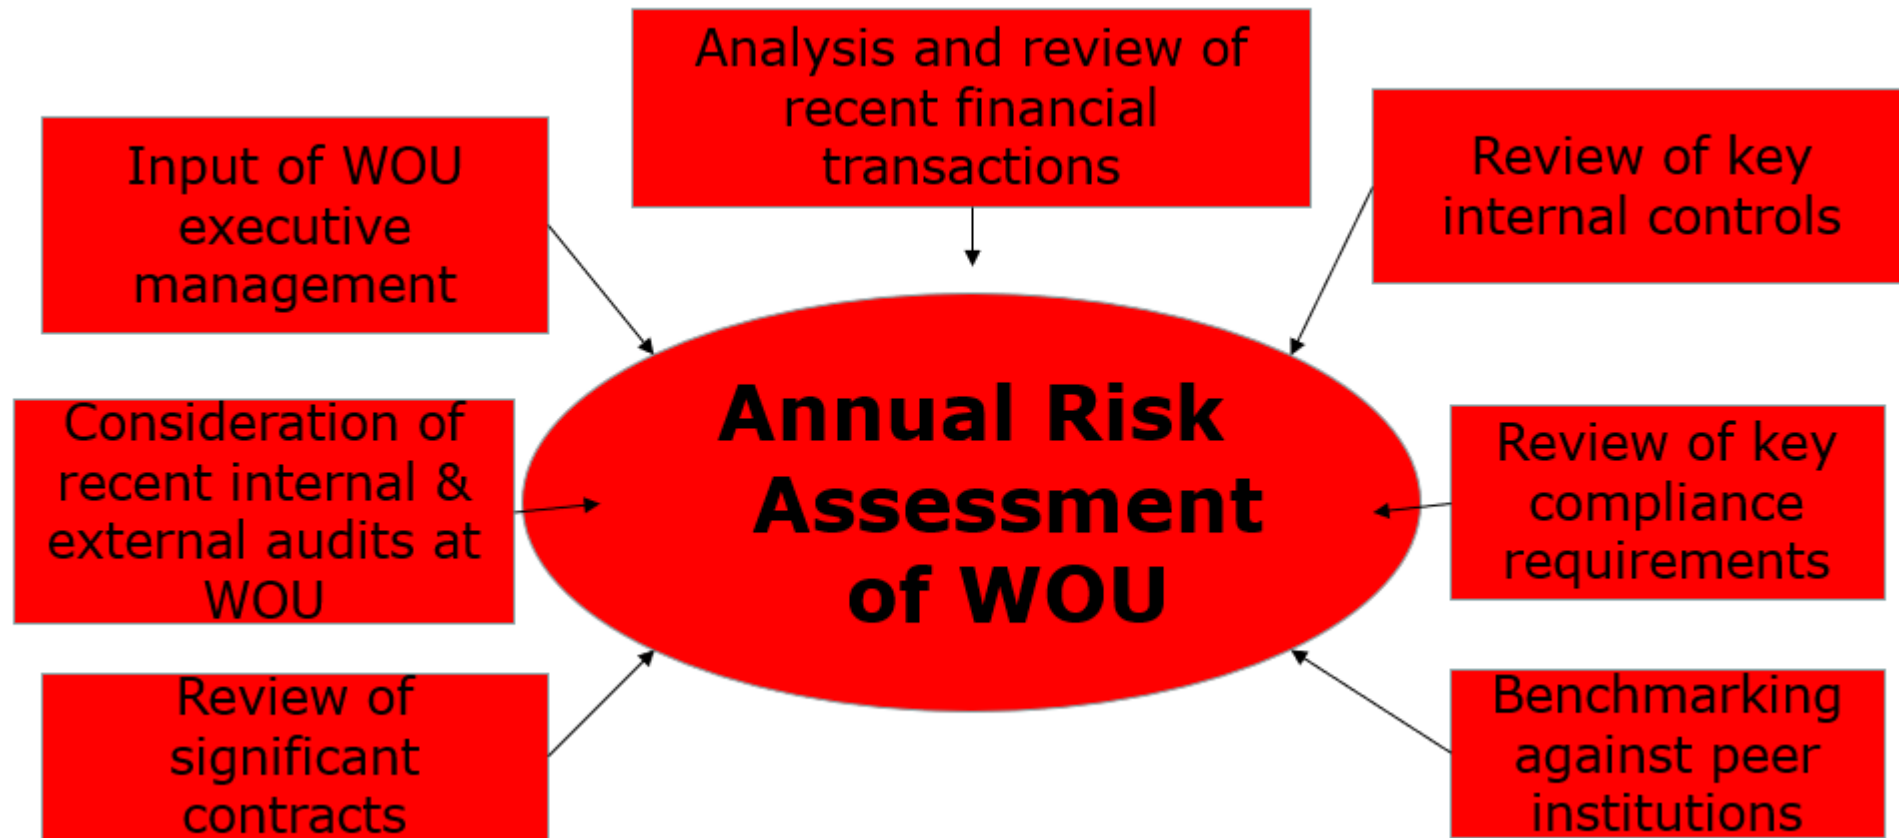 Analysis and review of
recent financial
transactions
Input of WOU
executive
management
Review of key
internal controls
Annual Risk
Assessment
of WOU
Consideration of
recent internal &
external audits at
WOU
Review of key
compliance
requirements
Review of
significant
contracts
Benchmarking
against peer
institutions